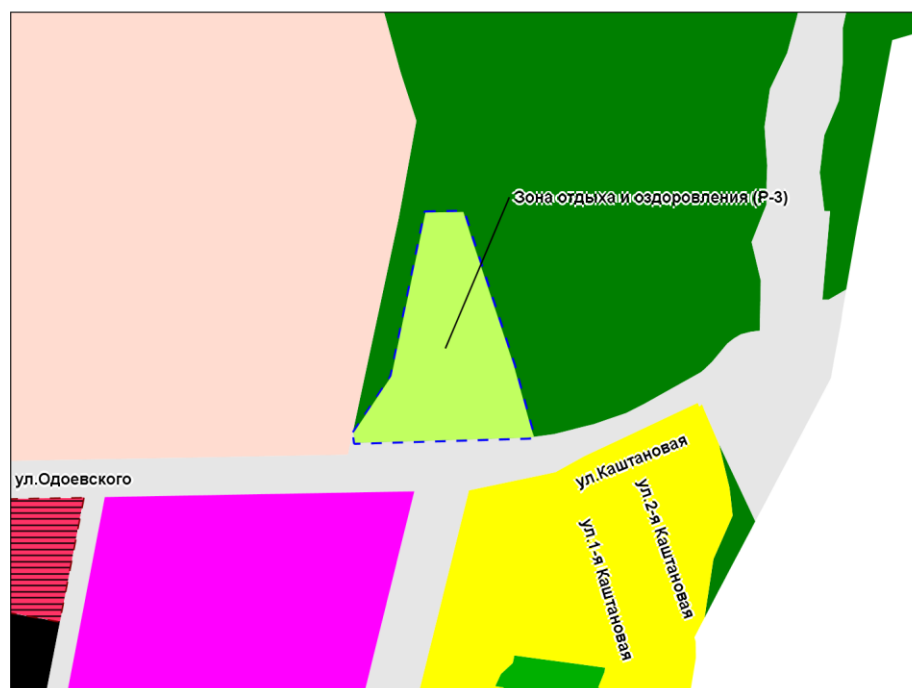 Зона отдыха и оздоровления (Р-3)
ул.Одоевского
ул.Каштановая
ул.2-я Каштановая
ул.1-я Каштановая